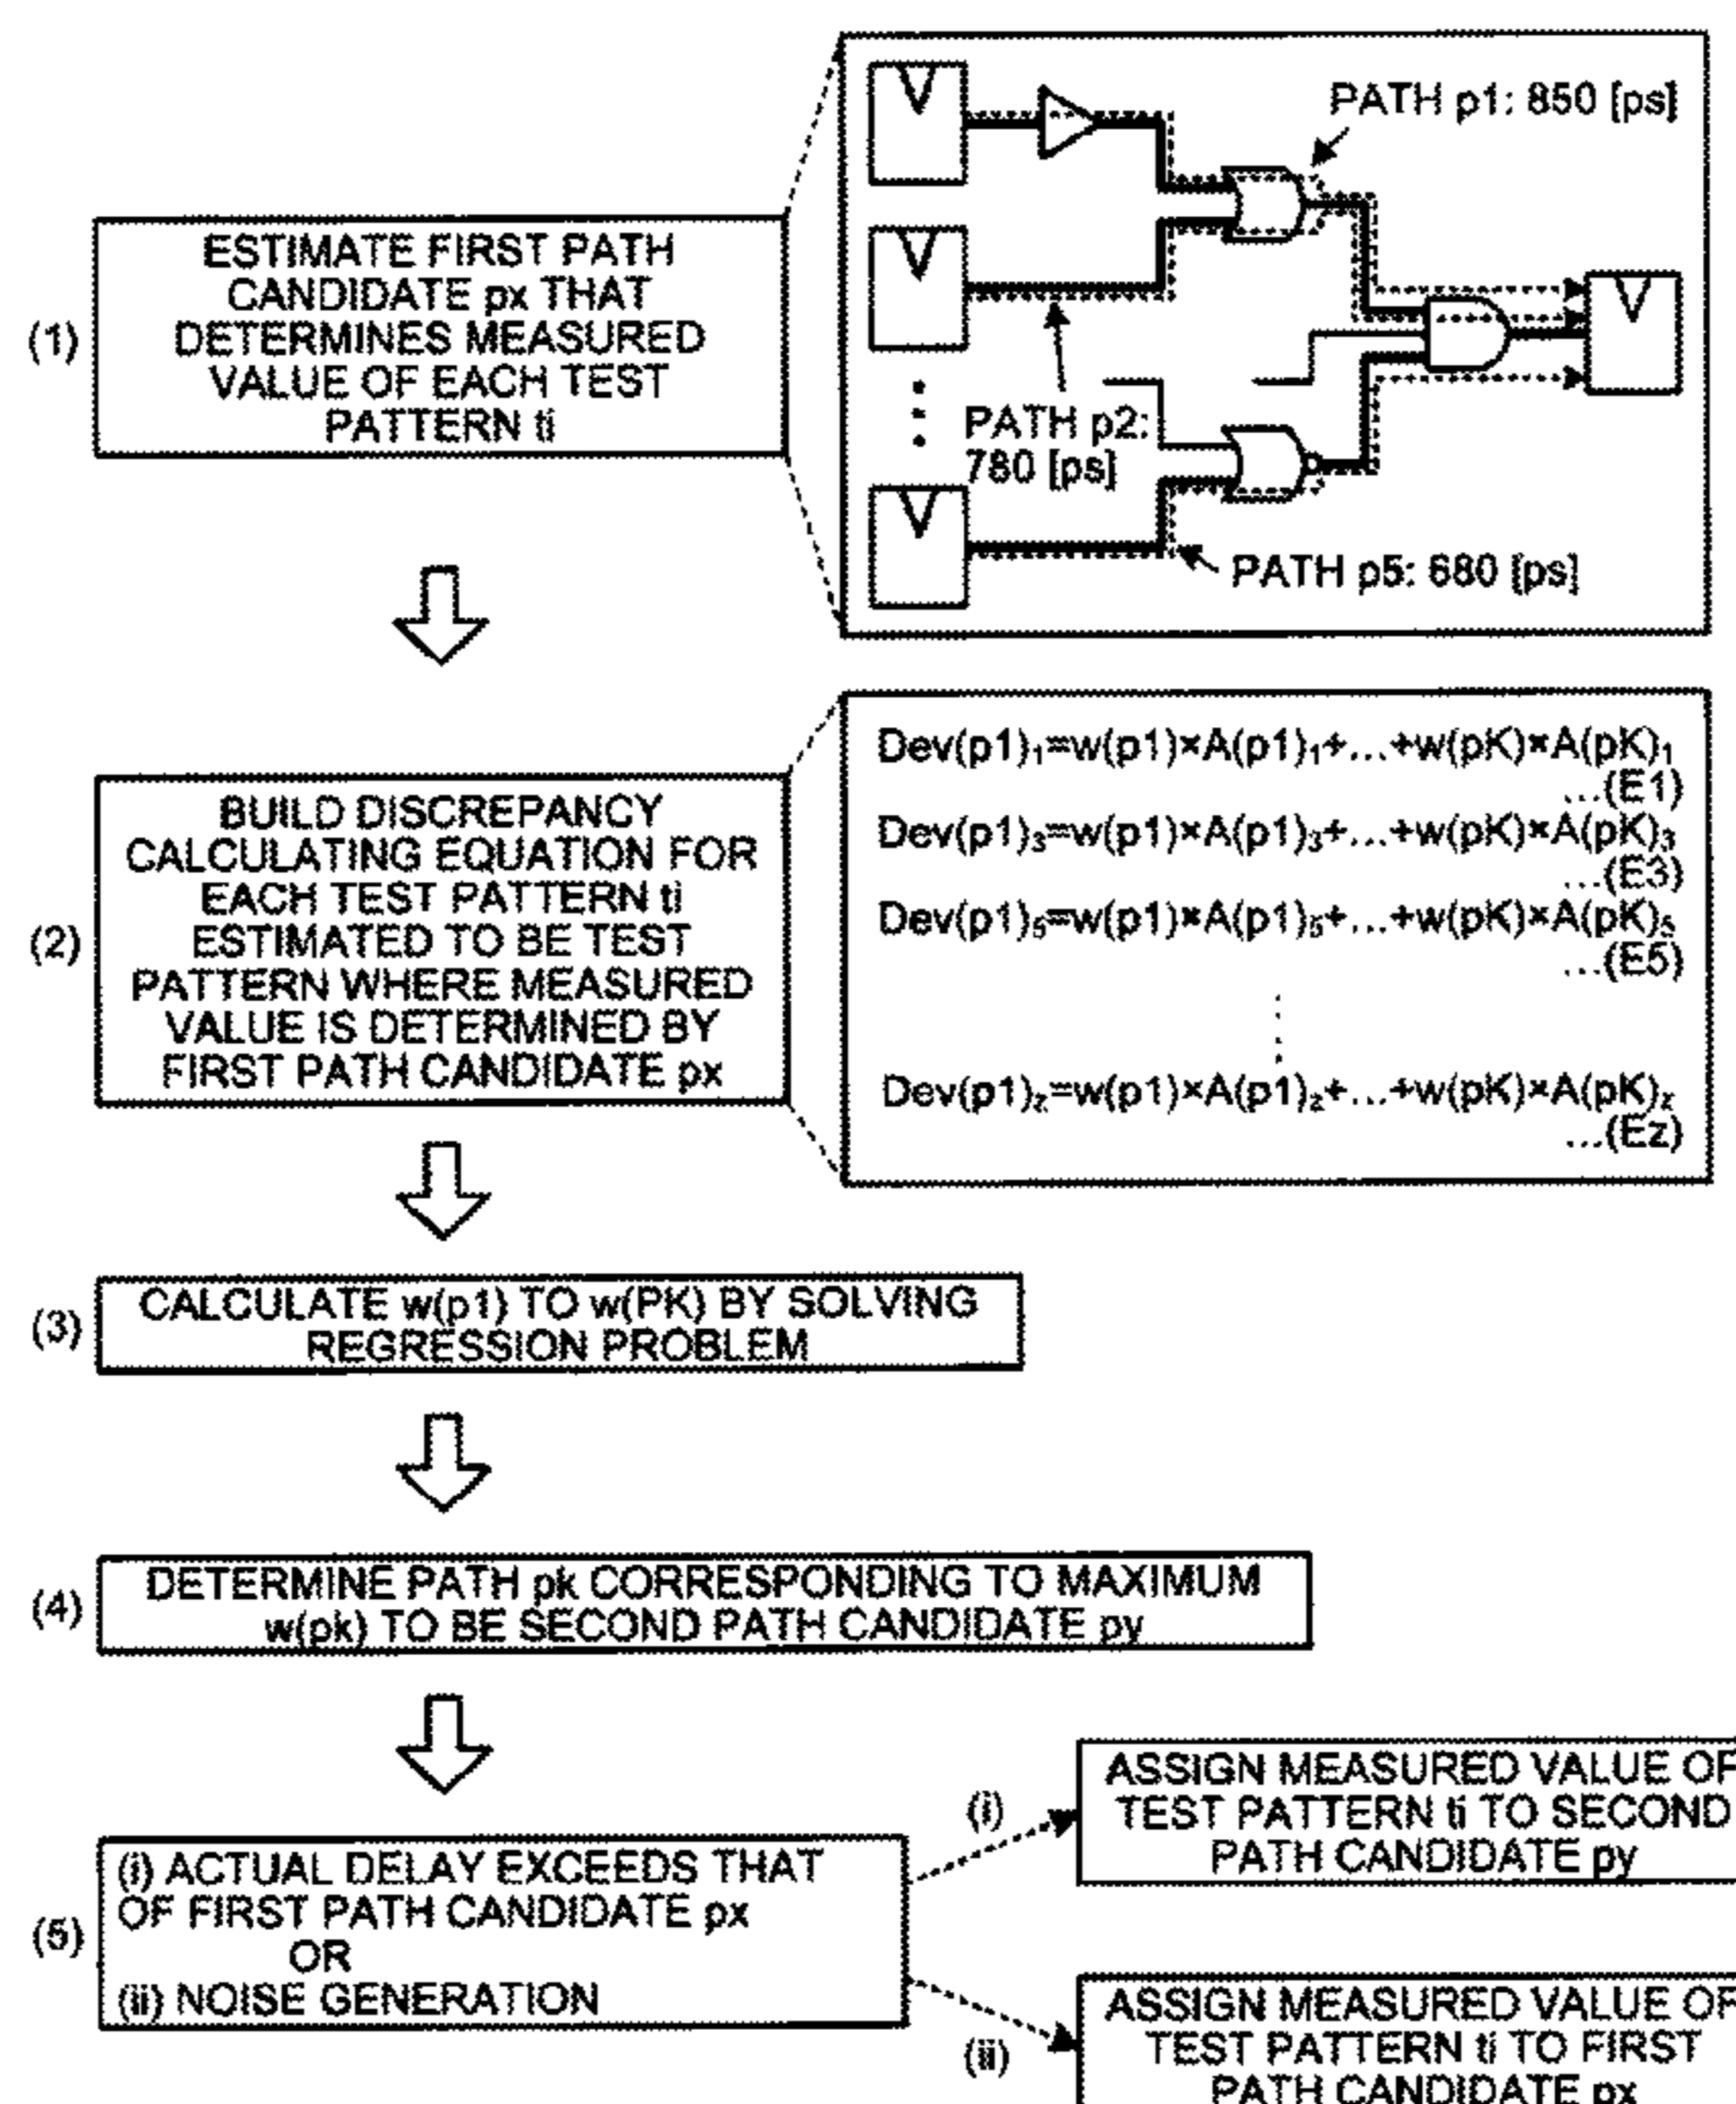 PATH p1: 850 [ps]
(1)
ESTIMATE FIRST PATH
CANDIDATE px THAT
DETERMINES MEASURED
VALUE OF EACH TEST
PATTERN ti
PATH p2:
780 [ps]
PATH p5: 680 [ps]
(2)
BUILD DISCREPANCY
CALCULATING EQUATION FOR
EACH TEST PATTERN ti
ESTIMATED TO BE TEST
PATTERN WHERE MEASURED
VALUE IS DETERMINED BY
FIRST PATH CANDIDATE px
Dev(p1)₁=w(p1)×A(p1)₁+...+w(pK)×A(pK)₁
...(E1)
Dev(p1)₃=w(p1)×A(p1)₃+...+w(pK)×A(pK)₃
...(E3)
Dev(p1)₅=w(p1)×A(p1)₅+...+w(pK)×A(pK)₅
...(E5)
Dev(p1)z=w(p1)×A(p1)z+...+w(pK)×A(pK)z
...(Ez)
(3)
CALCULATE w(p1) TO w(PK) BY SOLVING
REGRESSION PROBLEM
(4)
DETERMINE PATH pk CORRESPONDING TO MAXIMUM
w(pk) TO BE SECOND PATH CANDIDATE py
(5)
(i) ACTUAL DELAY EXCEEDS THAT
OF FIRST PATH CANDIDATE px
OR
(ii) NOISE GENERATION
(i)
ASSIGN MEASURED VALUE OF
TEST PATTERN ti TO SECOND
PATH CANDIDATE py
(ii)
ASSIGN MEASURED VALUE OF
TEST PATTERN ti TO FIRST
PATH CANDIDATE px